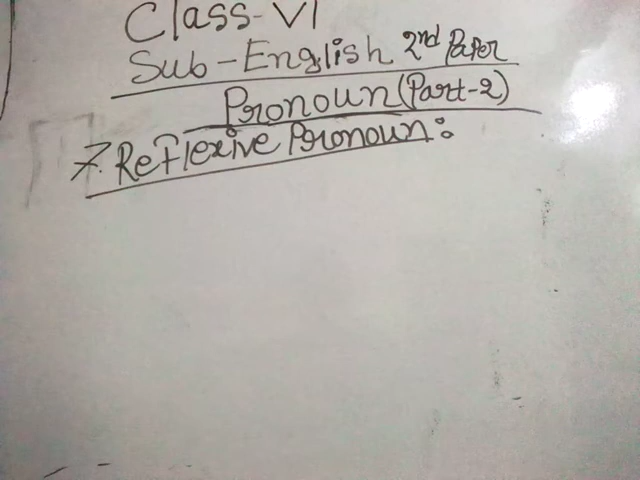 Class-VI
Sub-English 2nd Paper
Pronoun (Part-2)
7. Reflexive Pronoun: